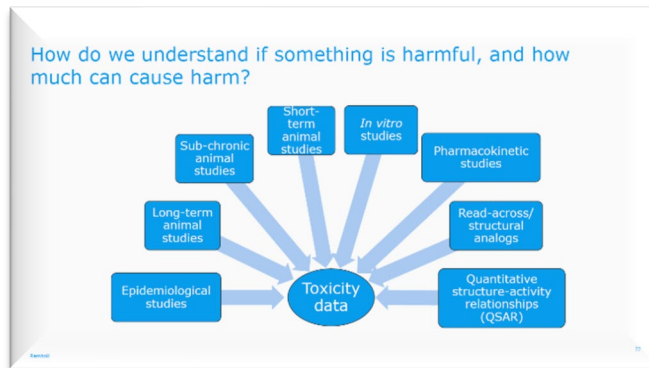 How do we understand if something is harmful, and how
much can cause harm?
Short-
term
animal
studies
In vitro
studies
Sub-chronic
animal
studies
Pharmacokinetic
studies
Long-term
animal
studies
Read-across/
structural
analogs
Epidemiological
studies
Toxicity
data
Quantitative
structure-activity
relationships
(QSAR)
Ramboll